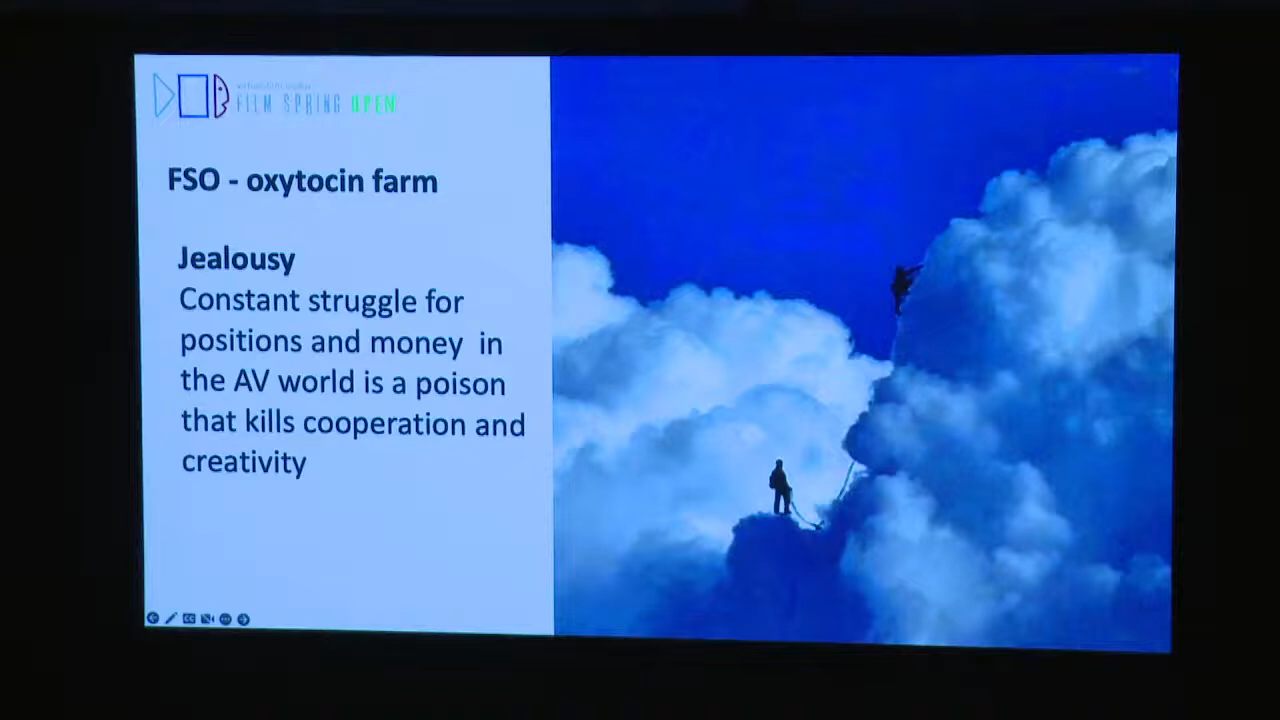 FILM SPRING OPEN
FSO - oxytocin farm
Jealousy
Constant struggle for
positions and money in
the AV world is a poison
that kills cooperation and
creativity